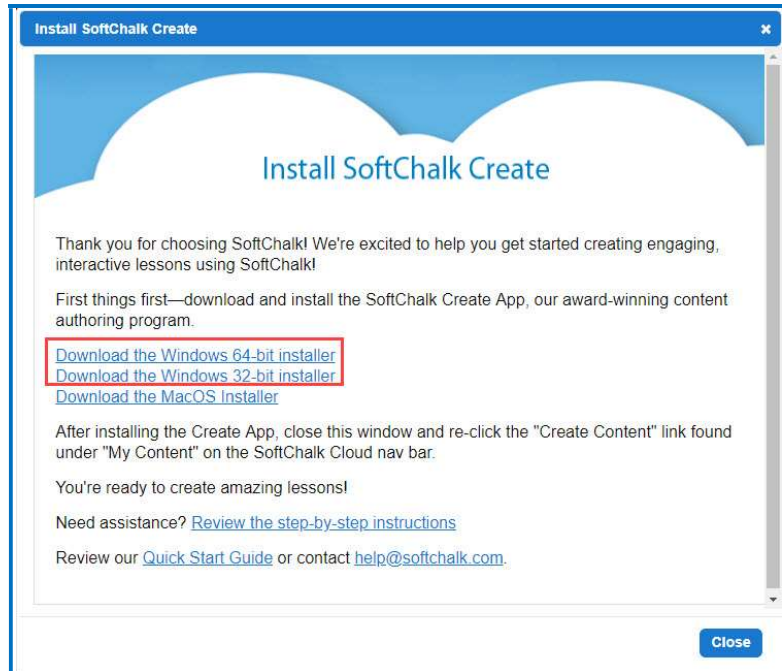 Install SoftChalk Create
Install SoftChalk Create
Thank you for choosing SoftChalk! We're excited to help you get started creating engaging,
interactive lessons using SoftChalk!
First things first—download and install the SoftChalk Create App, our award-winning content
authoring program.
Download the Windows 64-bit installer
Download the Windows 32-bit installer
Download the MacOS Installer
After installing the Create App, close this window and re-click the "Create Content" link found
under "My Content" on the SoftChalk Cloud nav bar.
You're ready to create amazing lessons!
Need assistance? Review the step-by-step instructions
Review our Quick Start Guide or contact help@softchalk.com.
Close